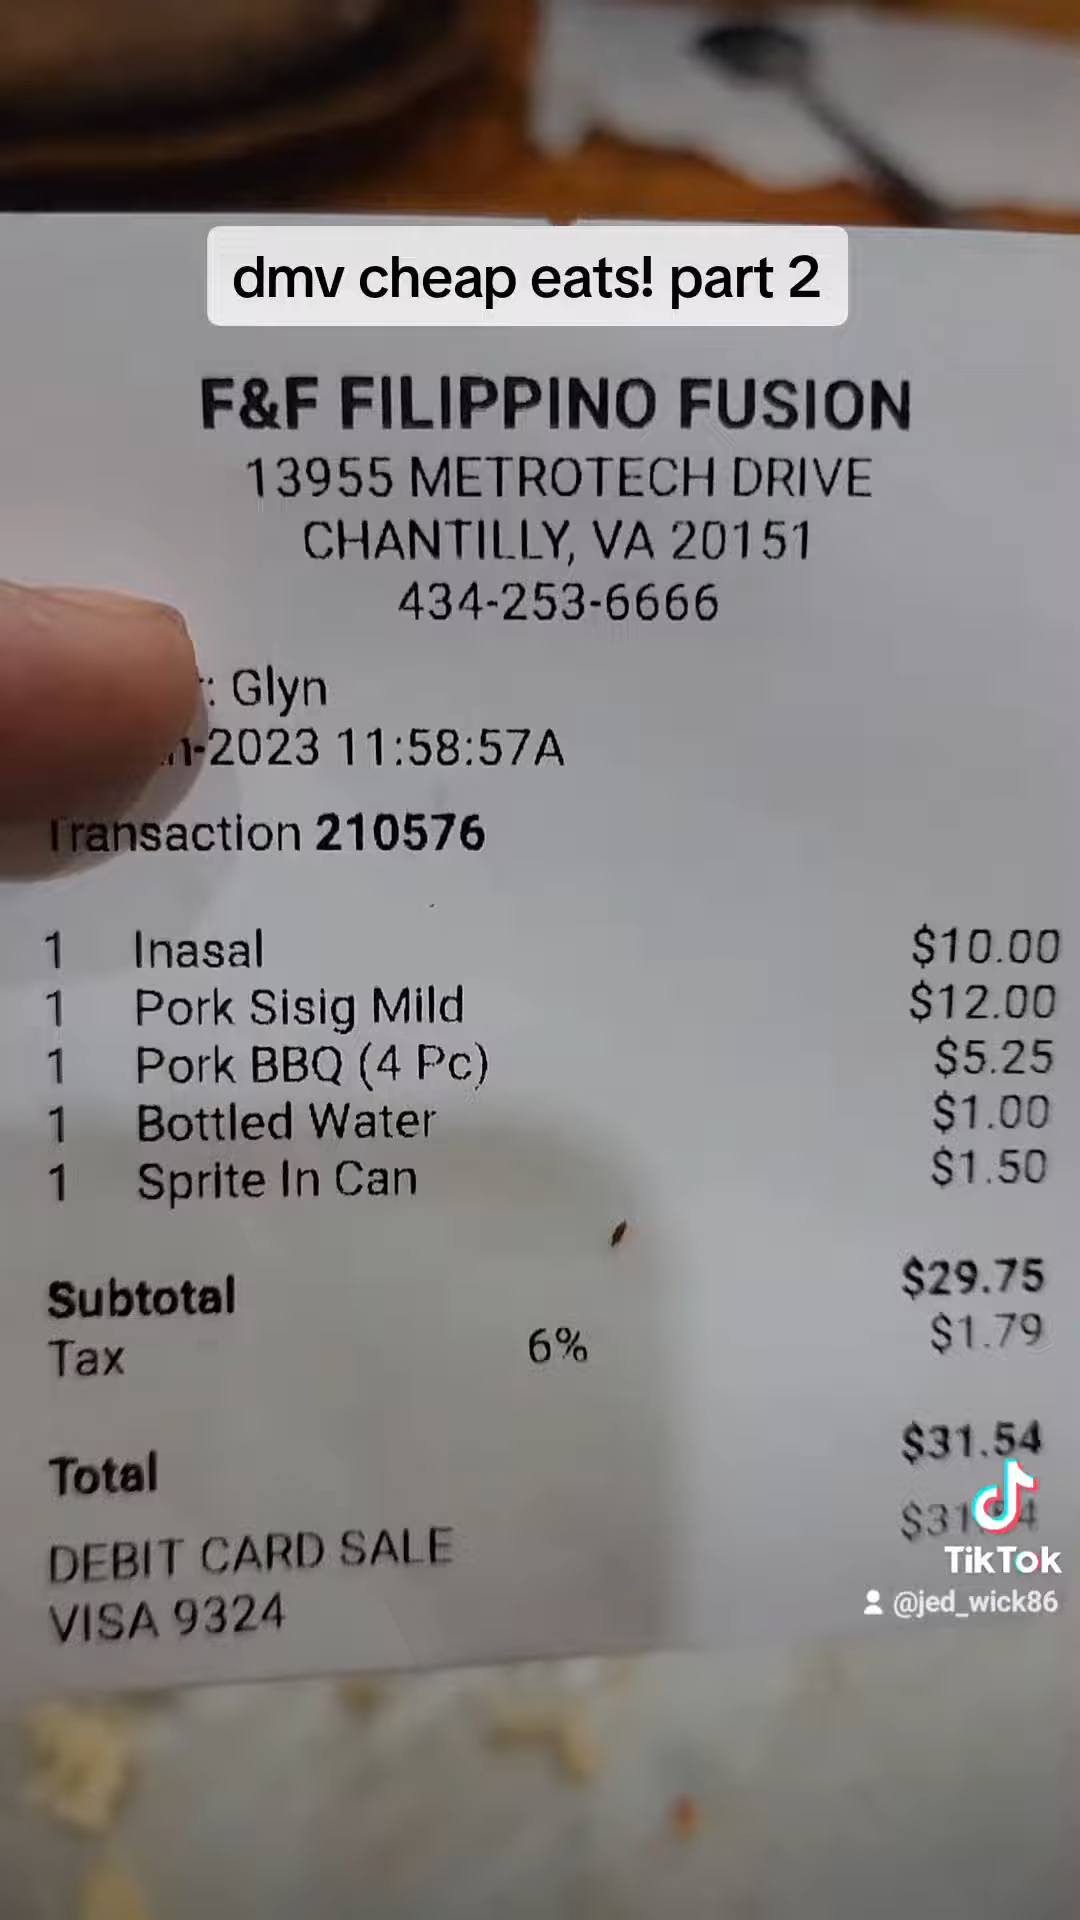 dmv cheap eats! part 2
F&F FILIPPINO FUSION
13955 METROTECH DRIVE
CHANTILLY, VA 20151
434-253-6666
: Glyn
-2023 11:58:57A
Transaction 210576
1 Inasal $10.00
1 Pork Sisig Mild $12.00
1 Pork BBQ (4 Pc) $5.25
1 Bottled Water $1.00
1 Sprite In Can $1.50
Subtotal $29.75
Tax 6% $1.79
Total $31.54
DEBIT CARD SALE
VISA 9324
TikTok
@jed_wick86